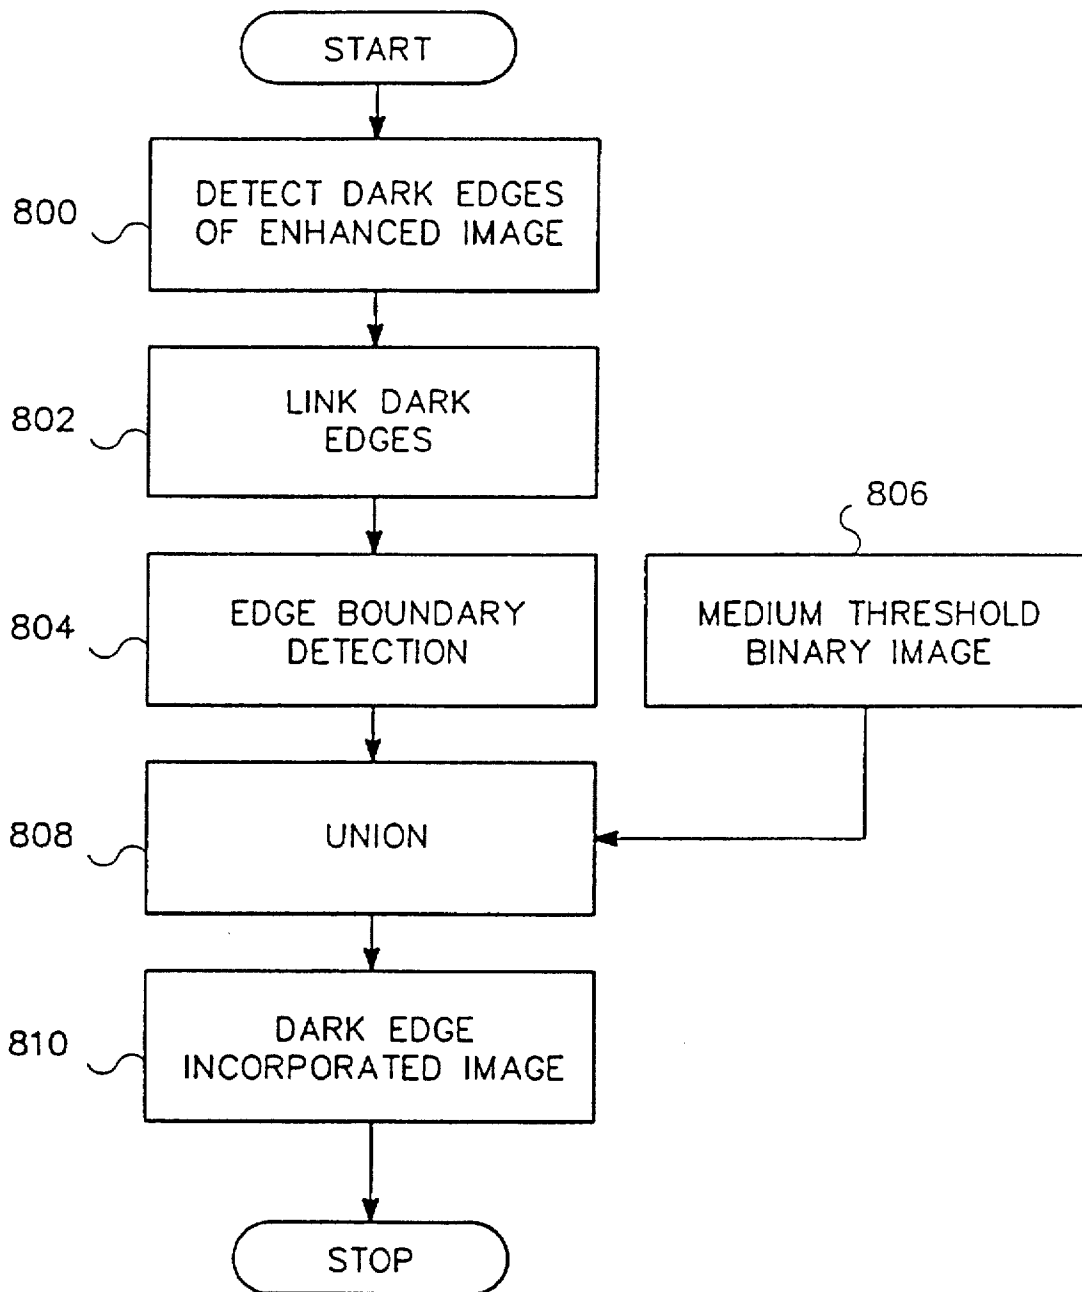 START
800
DETECT DARK EDGES
OF ENHANCED IMAGE
802
LINK DARK
EDGES
806
804
EDGE BOUNDARY
DETECTION
MEDIUM THRESHOLD
BINARY IMAGE
808
UNION
810
DARK EDGE
INCORPORATED IMAGE
STOP